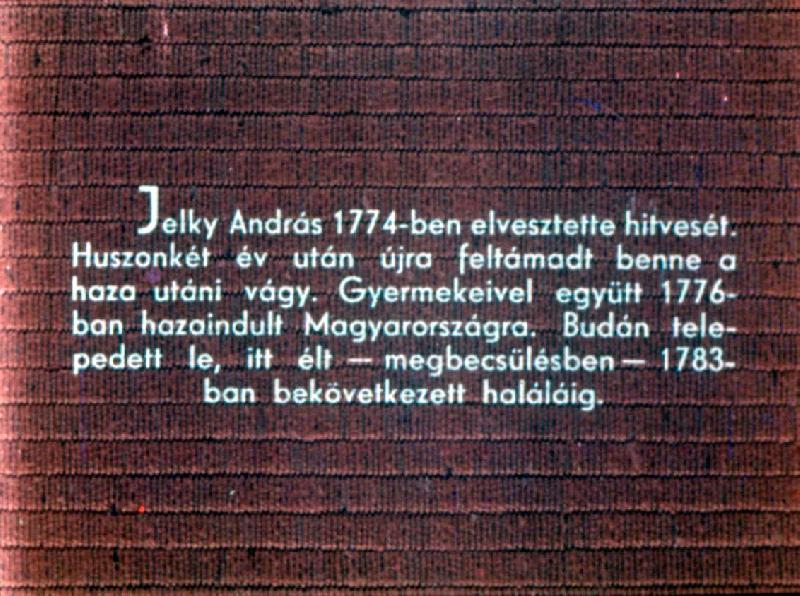 Jelky András 1774-ben elvesztette hitvesét.
Huszonkét év után újra feltámadt benne a
haza utáni vágy. Gyermekeivel együtt 1776-
ban hazaindult Magyarországra. Budán tele-
pedett le, itt élt — megbecsülésben — 1783-
ban bekövetkezett haláláig.